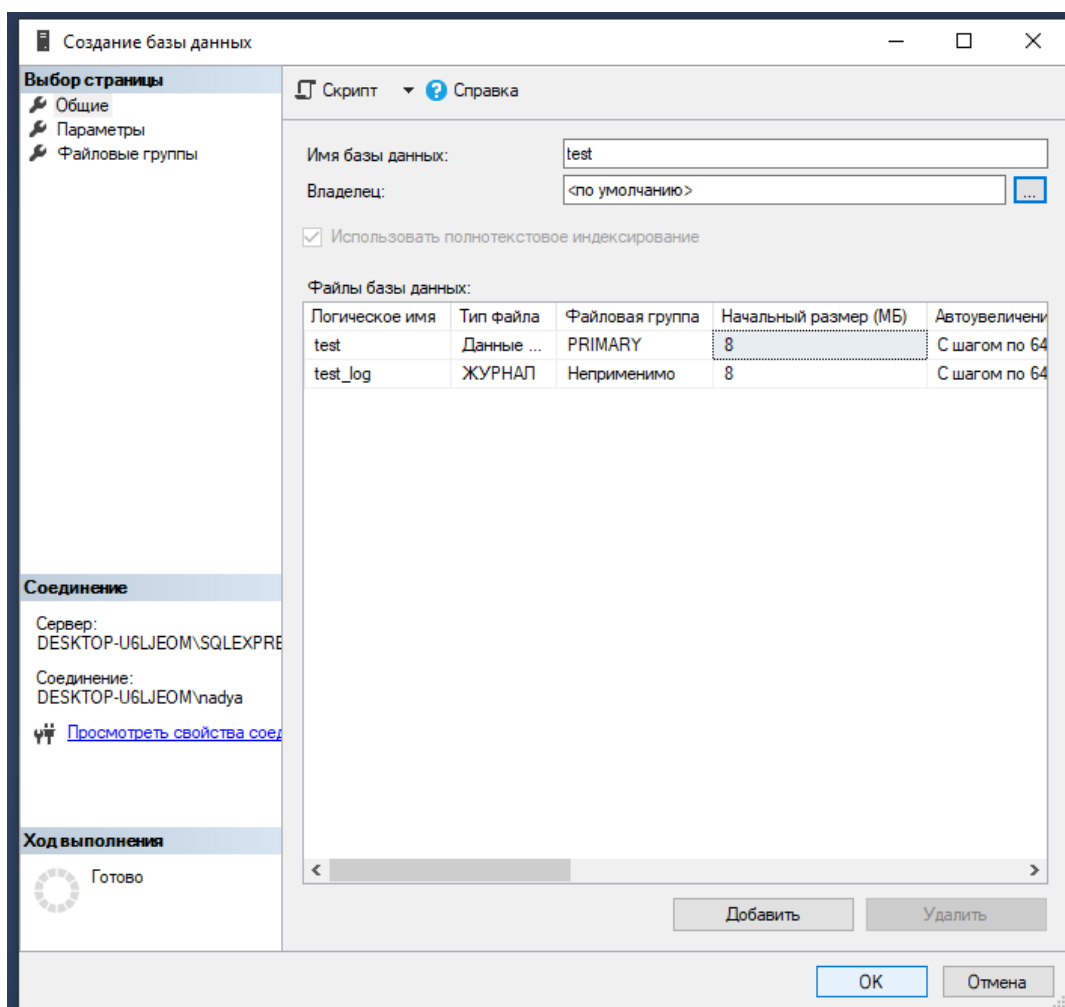 Создание базы данных
Выбор страницы
Общие
Параметры
Файловые группы
Скрипт
Справка
Имя базы данных:
test
Владелец:
<по умолчанию>
...
Использовать полнотекстовое индексирование
Файлы базы данных:
Логическое имя Тип файла Файловая группа Начальный размер (МБ) Автоувеличени
test Данные ... PRIMARY 8 С шагом по 64
test_log ЖУРНАЛ Неприменимо 8 С шагом по 64
Соединение
Сервер:
DESKTOP-U6LJEOM\SQLEXPRE
Соединение:
DESKTOP-U6LJEOM\nadya
Просмотреть свойства соед
Ход выполнения
Готово
Добавить
Удалить
OK
Отмена